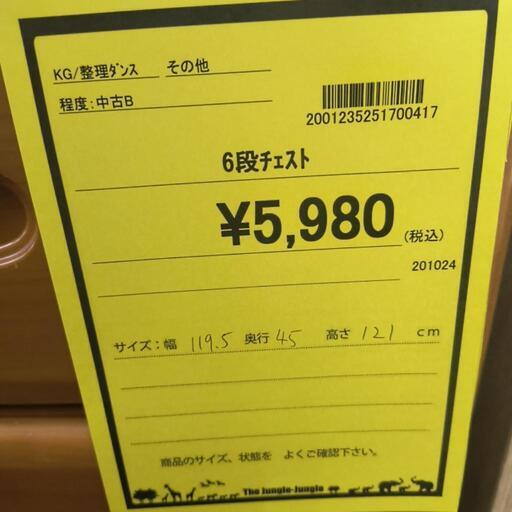 KG/整理ﾀﾞﾝｽ その他
程度:中古B
2001235251700417
6段ﾁｪｽﾄ
¥5,980(税込)
201024
サイズ:幅 119.5 奥行 45 高さ 121 cm
商品のサイズ、状態を よくご確認下さい。
The Jungle-Jungle